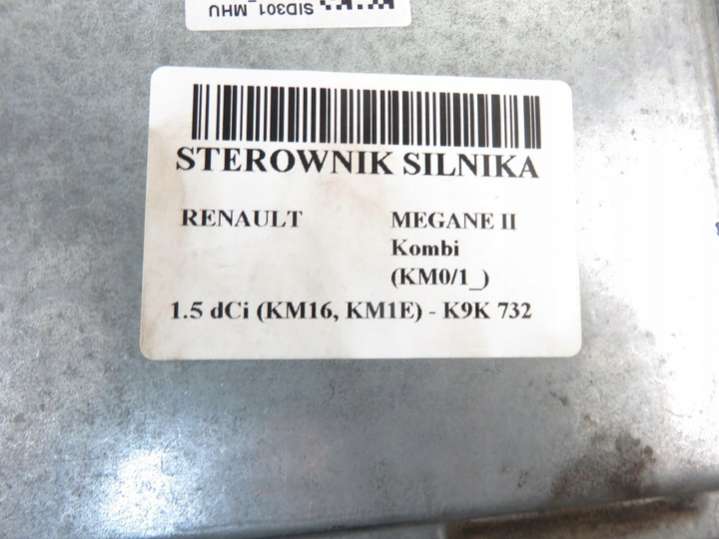 SID301_MHU
STEROWNIK SILNIKA
RENAULT MEGANE II
Kombi
(KM0/1_)
1.5 dCi (KM16, KM1E) - K9K 732